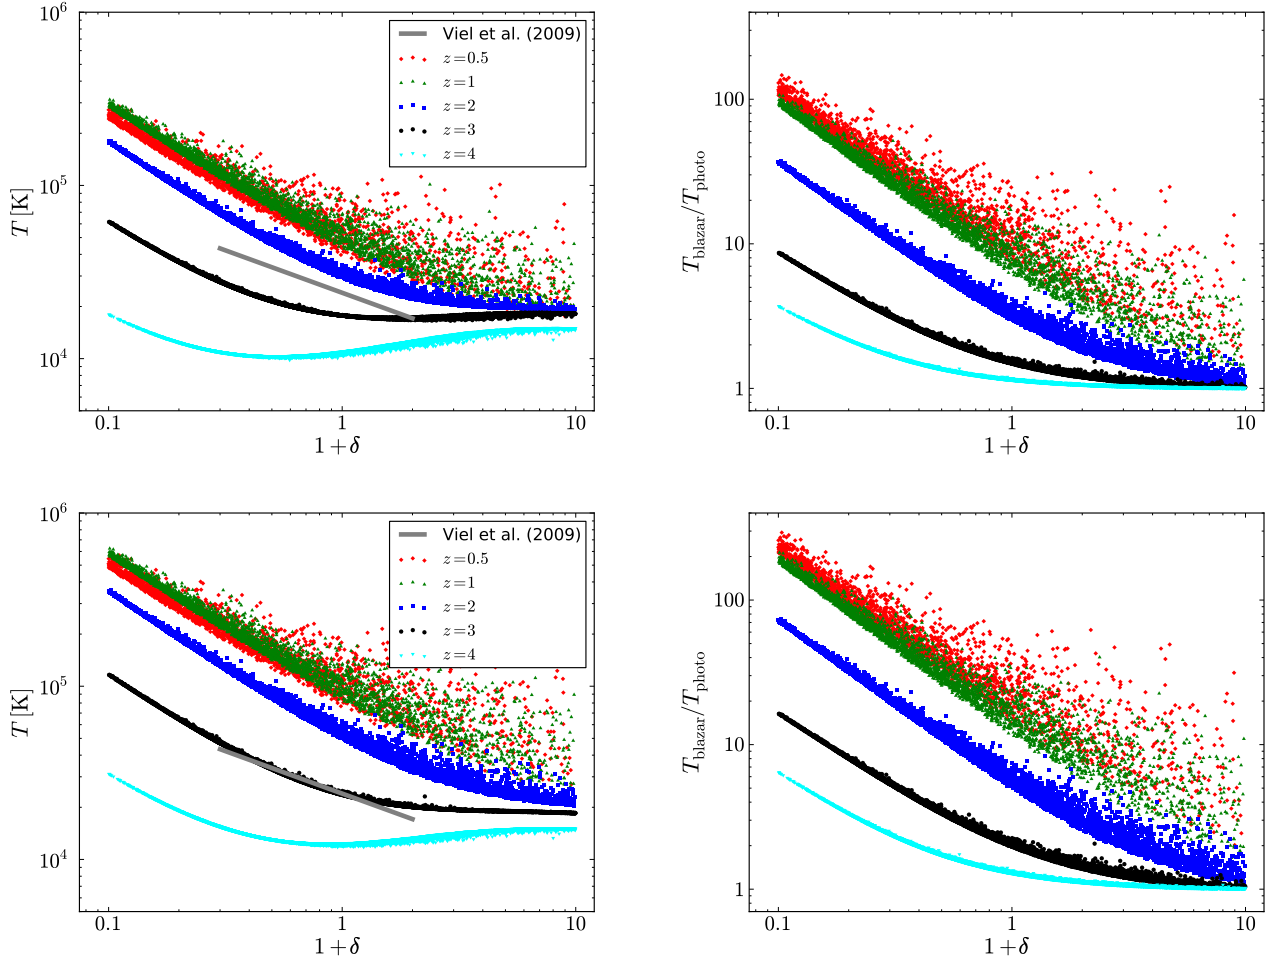 10^6
10^5
10^4
T [K]
0.1 1 10
1 + δ
Viel et al. (2009)
z = 0.5
z = 1
z = 2
z = 3
z = 4
100
10
1
T_blazar/T_photo
0.1 1 10
1 + δ
10^6
10^5
10^4
T [K]
0.1 1 10
1 + δ
Viel et al. (2009)
z = 0.5
z = 1
z = 2
z = 3
z = 4
100
10
1
T_blazar/T_photo
0.1 1 10
1 + δ